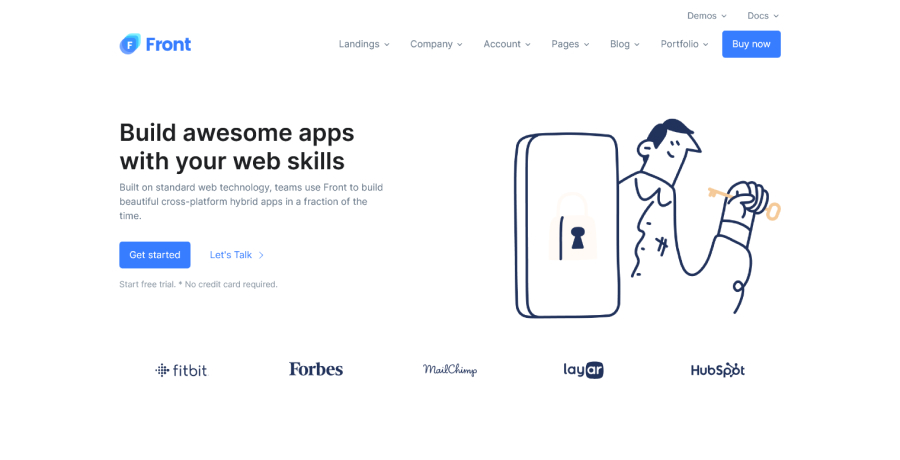 Demos Docs
Front
Landings Company Account Pages Blog Portfolio Buy now
Build awesome apps
with your web skills
Built on standard web technology, teams use Front to build
beautiful cross-platform hybrid apps in a fraction of the
time.
Get started Let's Talk
Start free trial. * No credit card required.
fitbit Forbes MailChimp layar HubSpot